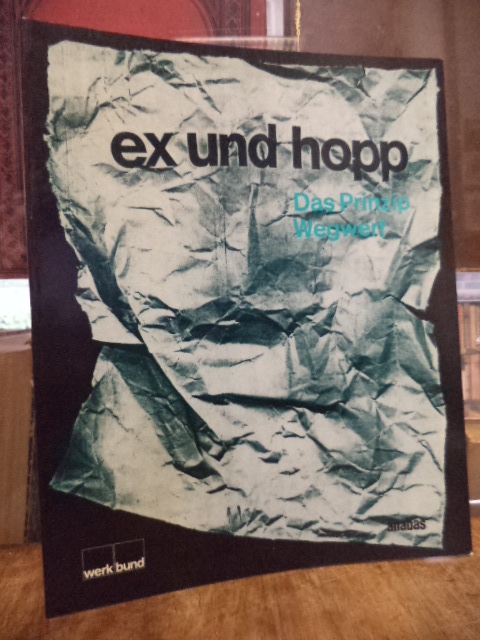 ex und hopp
Das Prinzip
Wegwerf
anabas
werk bund